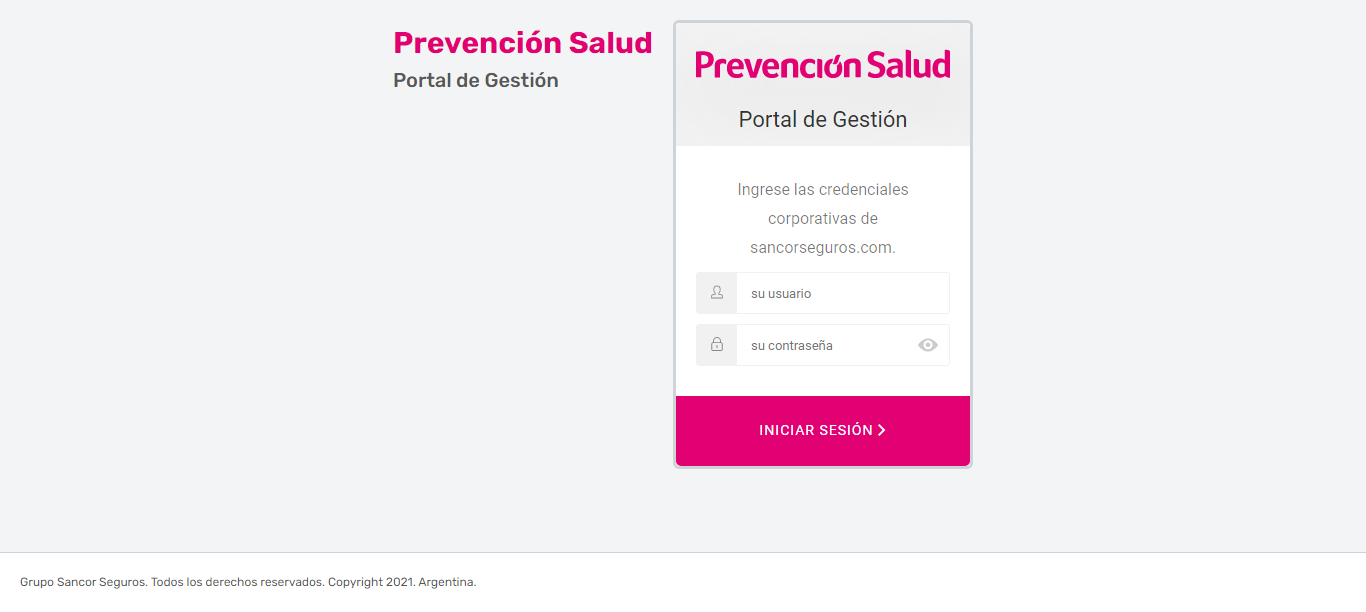 Prevención Salud
Portal de Gestión
Prevención Salud
Portal de Gestión
Ingrese las credenciales
corporativas de
sancorseguros.com.
su usuario
su contraseña
INICIAR SESIÓN
Grupo Sancor Seguros. Todos los derechos reservados. Copyright 2021. Argentina.